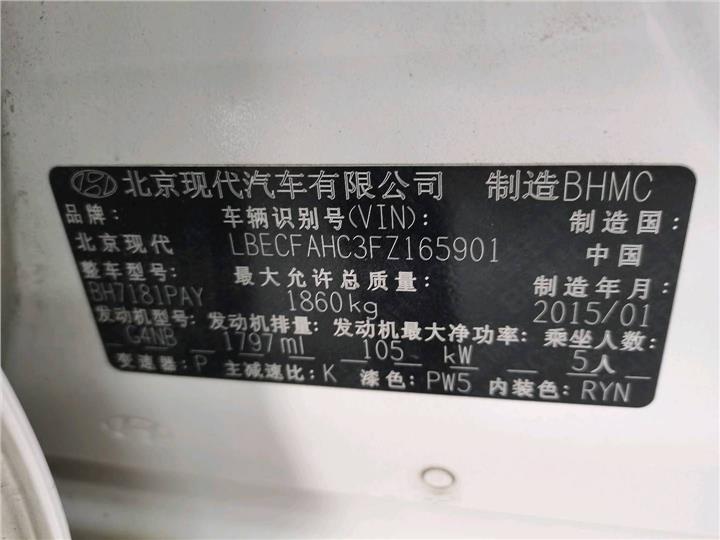 北京现代汽车有限公司 制造BHMC
品牌: 车辆识别号(VIN): 制造国:
北京现代 LBECFAHC3FZ165901 中国
整车型号: 最大允许总质量: 制造年月:
BH7181PAY 1860kg 2015/01
发动机型号: 发动机排量: 发动机最大净功率: 乘坐人数:
G4NB 1797ml 105 kW 5人
变速器: P 主减速比: K 漆色: PW5 内装色: RYN